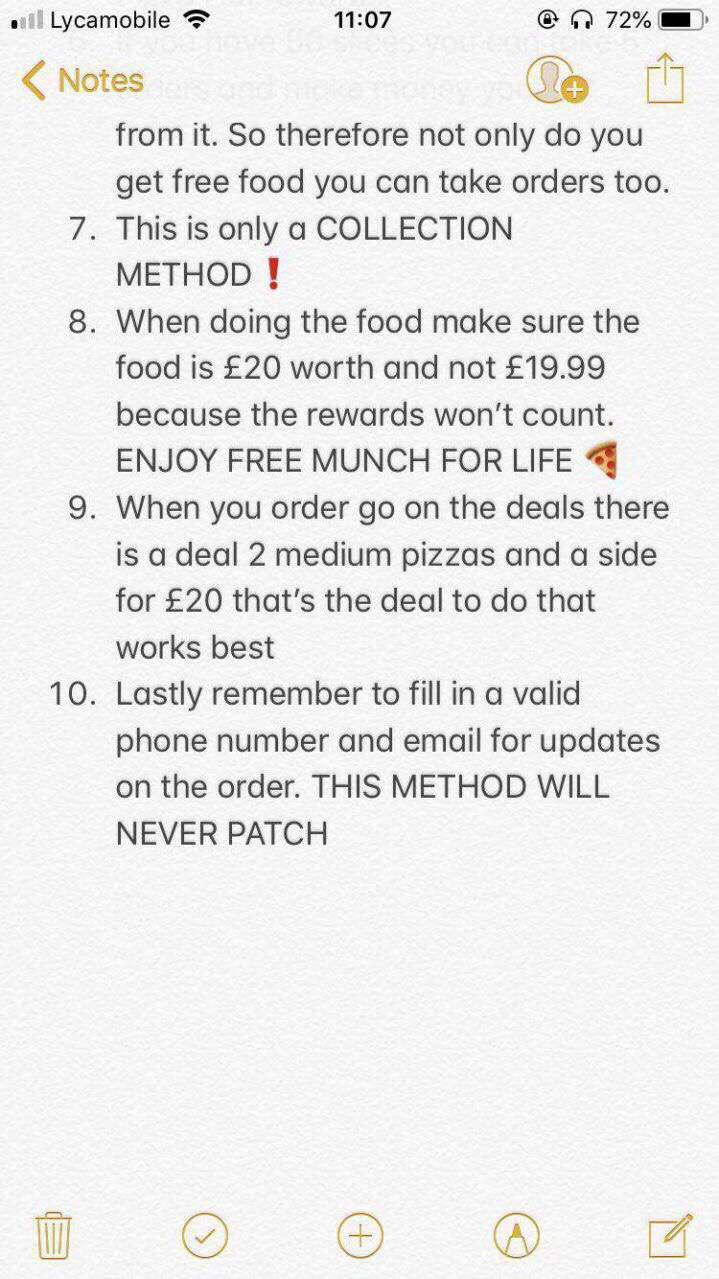 Lycamobile 11:07 72%
Notes
from it. So therefore not only do you
get free food you can take orders too.
7. This is only a COLLECTION
METHOD❗
8. When doing the food make sure the
food is £20 worth and not £19.99
because the rewards won’t count.
ENJOY FREE MUNCH FOR LIFE 🍕
9. When you order go on the deals there
is a deal 2 medium pizzas and a side
for £20 that’s the deal to do that
works best
10. Lastly remember to fill in a valid
phone number and email for updates
on the order. THIS METHOD WILL
NEVER PATCH